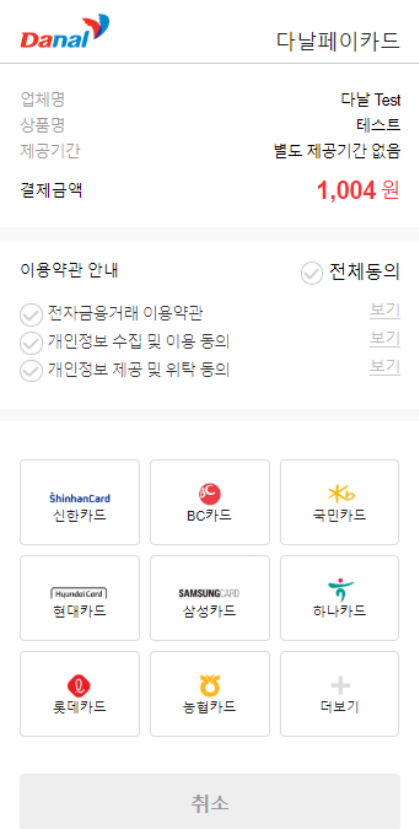 Danal 다날페이카드
업체명 다날 Test
상품명 테스트
제공기간 별도 제공기간 없음
결제금액 1,004 원
이용약관 안내 전체동의
전자금융거래 이용약관 보기
개인정보 수집 및 이용 동의 보기
개인정보 제공 및 위탁 동의 보기
ShinhanCard
신한카드 BC카드 국민카드
HyundaiCard SAMSUNG CARD
현대카드 삼성카드 하나카드
롯데카드 농협카드 더보기
취소